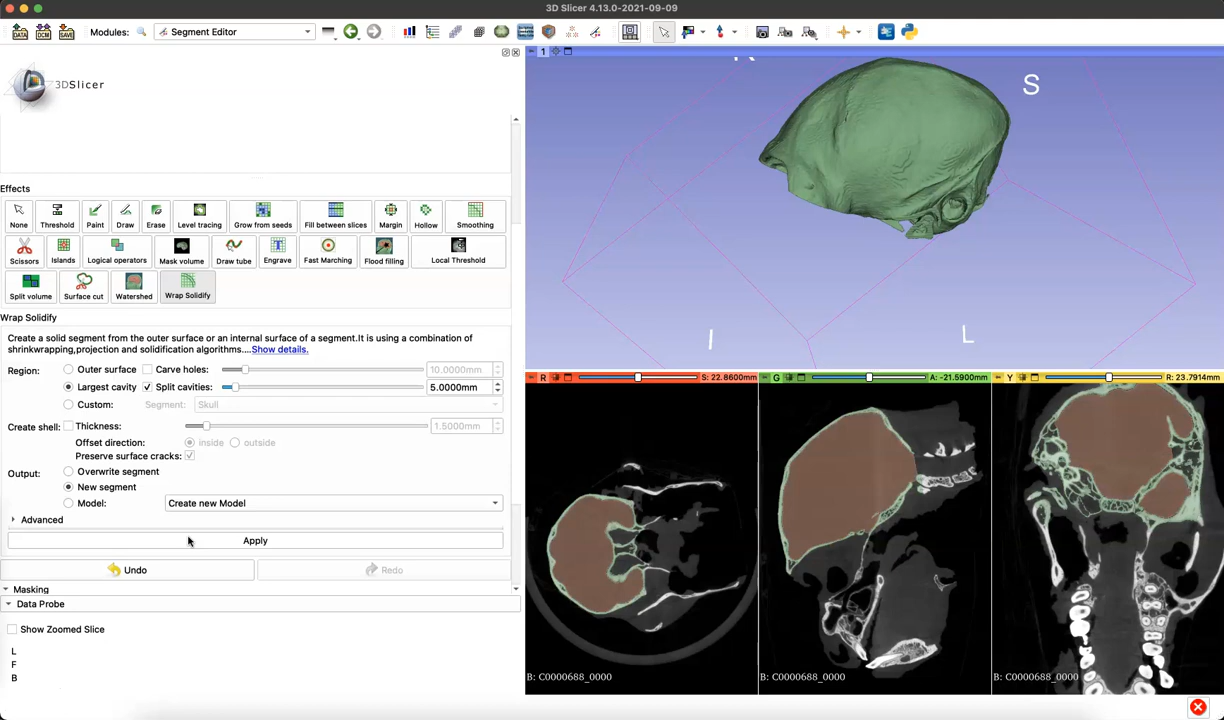 3D Slicer 4.13.0-2021-09-09
DATA DCM SAVE Modules: Segment Editor
3DSlicer
1
R
S
I
L
Effects
None Threshold Paint Draw Erase Level tracing Grow from seeds Fill between slices Margin Hollow Smoothing
Scissors Islands Logical operators Mask volume Draw tube Engrave Fast Marching Flood filling Local Threshold
Split volume Surface cut Watershed Wrap Solidify
Wrap Solidify
Create a solid segment from the outer surface or an internal surface of a segment.It is using a combination of
shrinkwrapping,projection and solidification algorithms....Show details.
Region: Outer surface Carve holes: 10.0000mm
Largest cavity Split cavities: 5.0000mm
Custom: Segment: Skull
Create shell: Thickness: 1.5000mm
Offset direction: inside outside
Preserve surface cracks:
Output: Overwrite segment
New segment
Model: Create new Model
Advanced
Apply
Undo Redo
Masking
Data Probe
Show Zoomed Slice
L
F
B
R S: 22.8600mm
G A: -21.5900mm
Y R: 23.7914mm
B: C0000688_0000
B: C0000688_0000
B: C0000688_0000